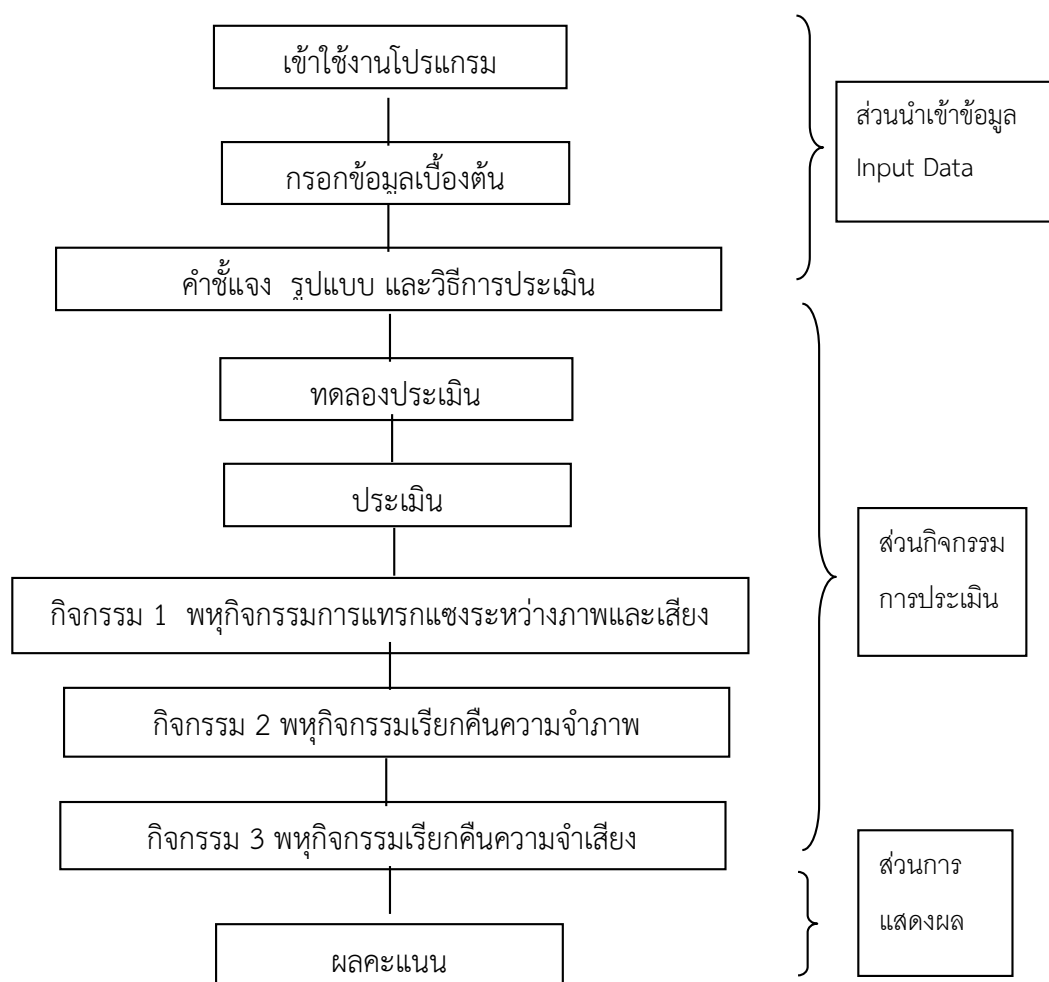 เข้าใช้งานโปรแกรม
กรอกข้อมูลเบื้องต้น
คำชั้แจง รูปแบบ และวิธีการประเมิน
ทดลองประเมิน
ประเมิน
กิจกรรม 1 พหุกิจกรรมการแทรกแซงระหว่างภาพและเสียง
กิจกรรม 2 พหุกิจกรรมเรียกคืนความจำภาพ
กิจกรรม 3 พหุกิจกรรมเรียกคืนความจำเสียง
ผลคะแนน
ส่วนนำเข้าข้อมูล
Input Data
ส่วนกิจกรรม
การประเมิน
ส่วนการ
แสดงผล